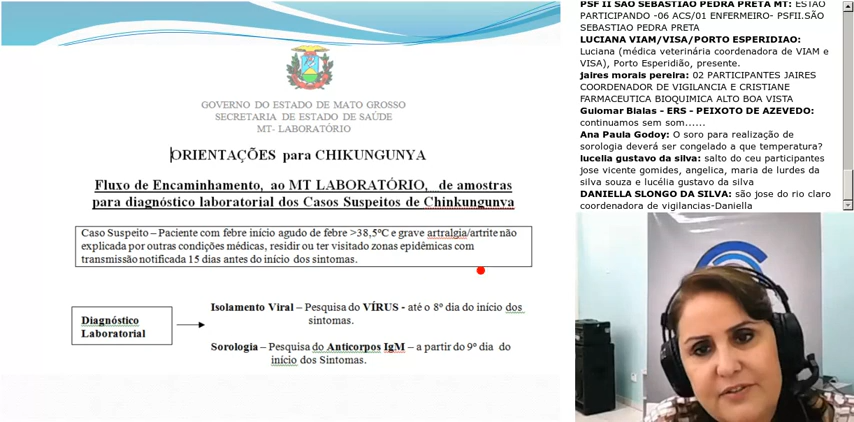 GOVERNO DO ESTADO DE MATO GROSSO
SECRETARIA DE ESTADO DE SAÚDE
MT- LABORATÓRIO
ORIENTAÇÕES para CHIKUNGUNYA
Fluxo de Encaminhamento, ao MT LABORATÓRIO, de amostras
para diagnóstico laboratorial dos Casos Suspeitos de Chinkungunya
Caso Suspeito – Paciente com febre início agudo de febre >38,5ºC e grave artralgia/artrite não
explicada por outras condições médicas, residir ou ter visitado zonas epidêmicas com
transmissão notificada 15 dias antes do início dos sintomas.
Diagnóstico
Laboratorial
Isolamento Viral – Pesquisa do VÍRUS - até o 8º dia do início dos
sintomas.
Sorologia – Pesquisa do Anticorpos IgM – a partir do 9º dia do
início dos Sintomas.
PSF II SAO SEBASTIAO PEDRA PRETA MT: ESTAO
PARTICIPANDO -06 ACS/01 ENFERMEIRO- PSFII.SÃO
SEBASTIAO PEDRA PRETA
LUCIANA VIAM/VISA/PORTO ESPERIDIAO:
Luciana (médica veterinária coordenadora de VIAM e
VISA), Porto Esperidião, presente.
Jaires morais pereira: 02 PARTICIPANTES JAIRES
COORDENADOR DE VIGILANCIA E CRISTIANE
FARMACEUTICA BIOQUIMICA ALTO BOA VISTA
Guiomar Bialas - ERS - PEIXOTO DE AZEVEDO:
continuamos sem som......
Ana Paula Godoy: O soro para realização de
sorologia deverá ser congelado a que temperatura?
lucelia gustavo da silva: salto do ceu participantes
jose vicente gomides, angelica, maria de lurdes da
silva souza e lucélia gustavo da silva
DANIELLA SLONGO DA SILVA: são jose do rio claro
coordenadora de vigilancias-Daniella